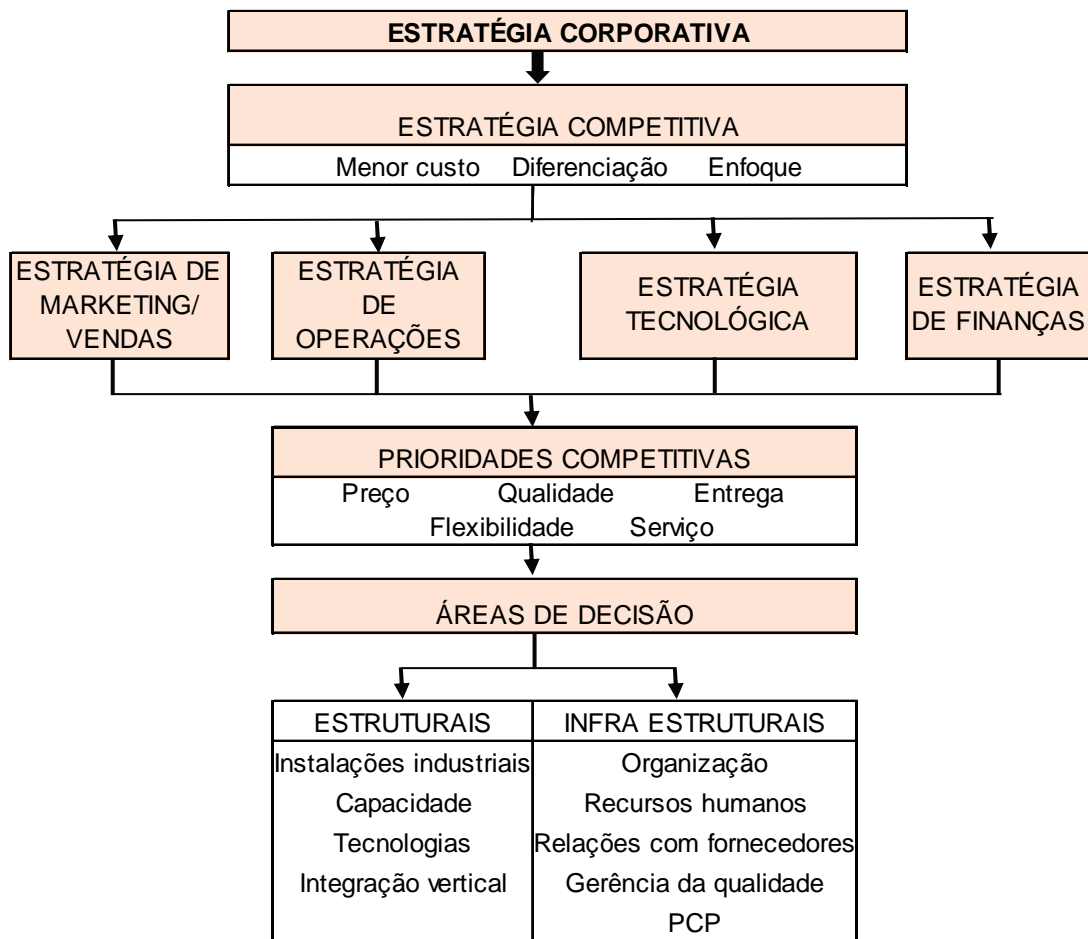 ESTRATÉGIA CORPORATIVA
ESTRATÉGIA COMPETITIVA
Menor custo Diferenciação Enfoque
ESTRATÉGIA DE
MARKETING/
VENDAS
ESTRATÉGIA
DE
OPERAÇÕES
ESTRATÉGIA
TECNOLÓGICA
ESTRATÉGIA
DE FINANÇAS
PRIORIDADES COMPETITIVAS
Preço Qualidade Entrega
Flexibilidade Serviço
ÁREAS DE DECISÃO
ESTRUTURAIS
Instalações industriais
Capacidade
Tecnologias
Integração vertical
INFRA ESTRUTURAIS
Organização
Recursos humanos
Relações com fornecedores
Gerência da qualidade
PCP